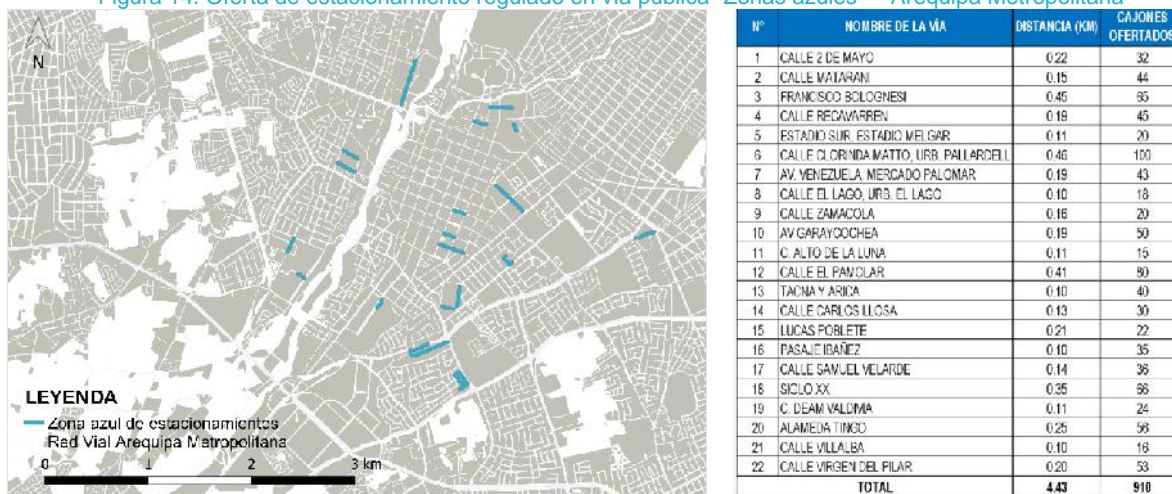 Figura 14. Oferta de estacionamiento regulado en vía pública "Zonas azules" - Arequipa Metropolitana
N
LEYENDA
Zona azul de estacionamientos
Red Vial Arequipa Metropolitana
0 1 2 3 km
N° NOMBRE DE LA VÍA DISTANCIA (KM) CAJONES OFERTADOS
1 CALLE 2 DE MAYO 0.22 32
2 CALLE MATARANI 0.15 44
3 FRANCISCO BOLOGNESI 0.45 65
4 CALLE RECAVARREN 0.19 45
5 ESTADIO SUR, ESTADIO MELGAR 0.11 20
6 CALLE CLORINDA MATTO, URB. PALLARDELL 0.46 100
7 AV. VENEZUELA, MERCADO PALOMAR 0.19 43
8 CALLE EL LAGO, URB. EL LAGO 0.10 18
9 CALLE ZAMACOLA 0.16 20
10 AV GARAYCOCHEA 0.19 50
11 C. ALTO DE LA LUNA 0.11 15
12 CALLE EL PAMOLAR 0.41 80
13 TACNA Y ARICA 0.10 40
14 CALLE CARLOS LLOSA 0.13 30
15 LUCAS POBLETE 0.21 22
16 PASAJE IBAÑEZ 0.10 35
17 CALLE SAMUEL VELARDE 0.14 36
18 SIGLO XX 0.35 66
19 C. DEAM VALDIVIA 0.11 24
20 ALAMEDA TINGO 0.25 56
21 CALLE VILLALBA 0.10 16
22 CALLE VIRGEN DEL PILAR 0.20 53
TOTAL 4.43 910